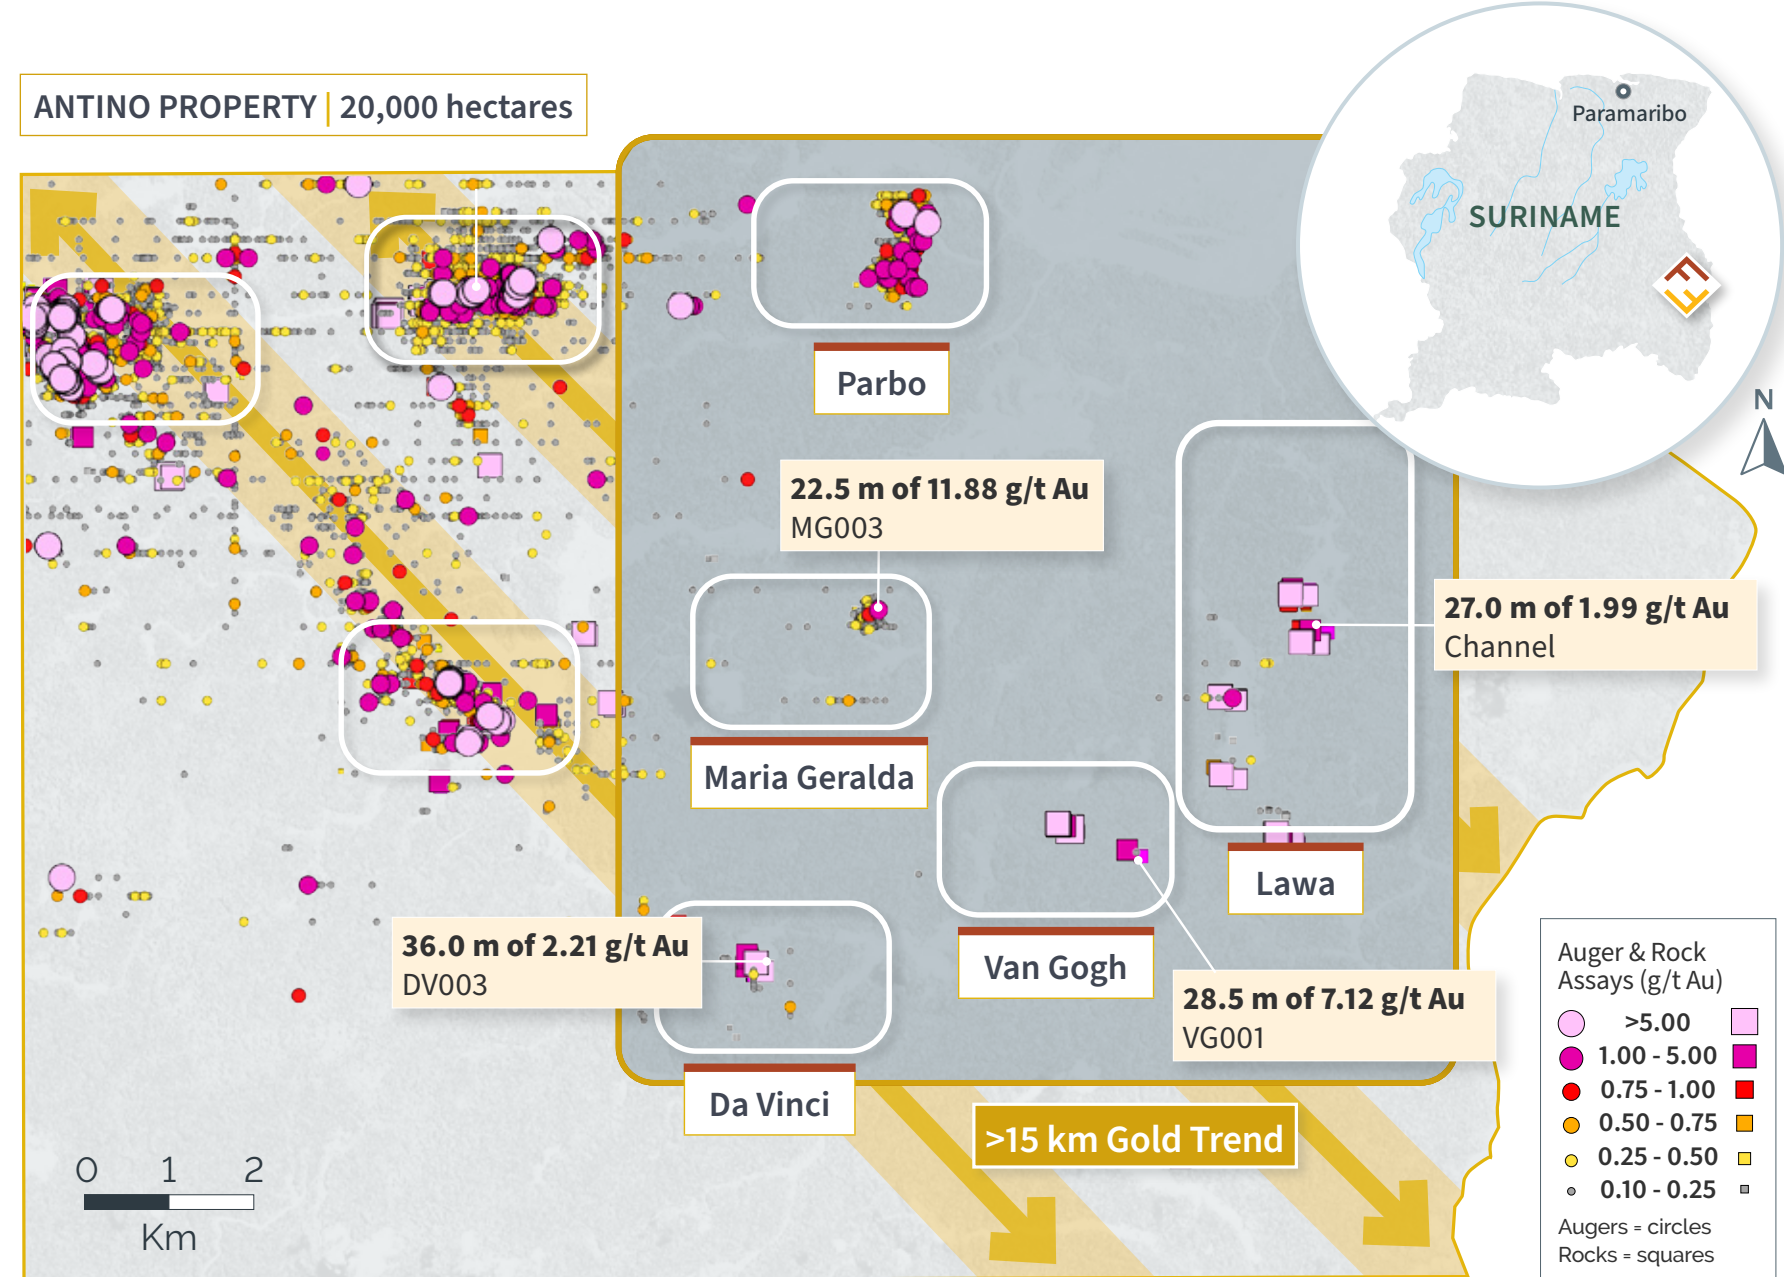 ANTINO PROPERTY | 20,000 hectares
Paramaribo
SURINAME
N
Parbo
22.5 m of 11.88 g/t Au
MG003
27.0 m of 1.99 g/t Au
Channel
Maria Geralda
Lawa
36.0 m of 2.21 g/t Au
DV003
Van Gogh
28.5 m of 7.12 g/t Au
VG001
Da Vinci
>15 km Gold Trend
0 1 2
Km
Auger & Rock
Assays (g/t Au)
>5.00
1.00 - 5.00
0.75 - 1.00
0.50 - 0.75
0.25 - 0.50
0.10 - 0.25
Augers = circles
Rocks = squares